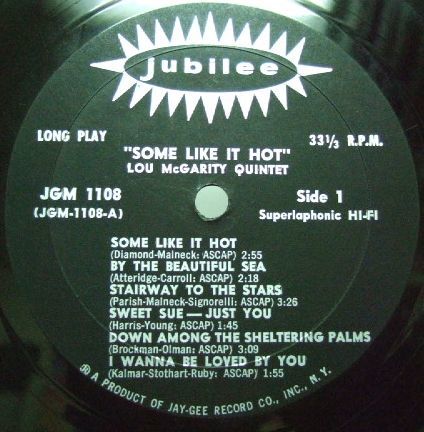 jubilee
LONG PLAY
33⅓ R.P.M.
"SOME LIKE IT HOT"
LOU McGARITY QUINTET
JGM 1108
(JGM-1108-A)
Side 1
Superlaphonic HI-FI
SOME LIKE IT HOT
(Diamond-Malneck: ASCAP) 2:55
BY THE BEAUTIFUL SEA
(Atteridge-Carroll: ASCAP) 2:18
STAIRWAY TO THE STARS
(Parish-Malneck-Signorelli: ASCAP) 3:26
SWEET SUE — JUST YOU
(Harris-Young: ASCAP) 1:45
DOWN AMONG THE SHELTERING PALMS
(Brockman-Olman: ASCAP) 3:09
I WANNA BE LOVED BY YOU
(Kalmar-Stothart-Ruby: ASCAP) 1:55
A PRODUCT OF JAY-GEE RECORD CO., INC., N. Y.